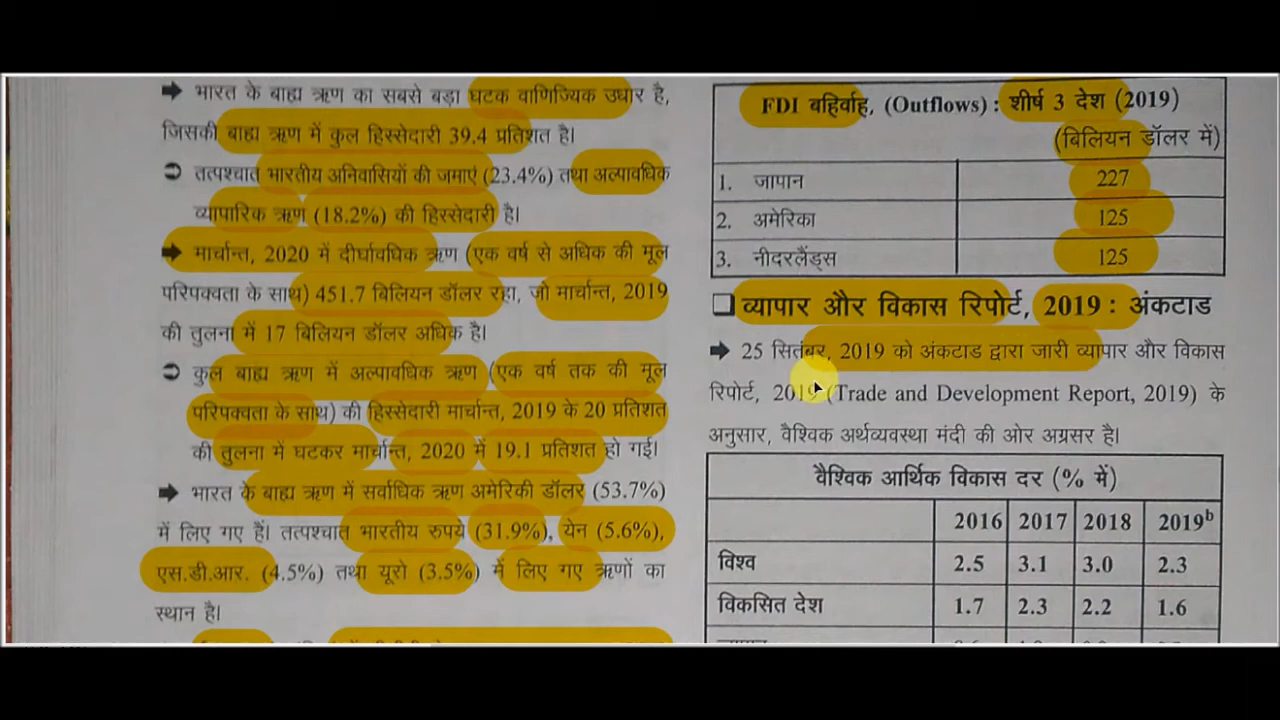 ➡ भारत के बाह्य ऋण का सबसे बड़ा घटक वाणिज्यिक उधार है,
जिसकी बाह्य ऋण में कुल हिस्सेदारी 39.4 प्रतिशत है।
➲ तत्पश्चात भारतीय अनिवासियों की जमाएं (23.4%) तथा अल्पावधिक
व्यापारिक ऋण (18.2%) की हिस्सेदारी है।
➡ मार्चान्त, 2020 में दीर्घावधिक ऋण (एक वर्ष से अधिक की मूल
परिपक्वता के साथ) 451.7 बिलियन डॉलर रहा, जो मार्चान्त, 2019
की तुलना में 17 बिलियन डॉलर अधिक है।
➲ कुल बाह्य ऋण में अल्पावधिक ऋण (एक वर्ष तक की मूल
परिपक्वता के साथ) की हिस्सेदारी मार्चान्त, 2019 के 20 प्रतिशत
की तुलना में घटकर मार्चान्त, 2020 में 19.1 प्रतिशत हो गई।
➡ भारत के बाह्य ऋण में सर्वाधिक ऋण अमेरिकी डॉलर (53.7%)
में लिए गए हैं। तत्पश्चात भारतीय रुपये (31.9%), येन (5.6%),
एस.डी.आर. (4.5%) तथा यूरो (3.5%) में लिए गए ऋणों का
स्थान है।
FDI बहिर्वाह, (Outflows) : शीर्ष 3 देश (2019)
(बिलियन डॉलर में)
1. जापान 227
2. अमेरिका 125
3. नीदरलैंड्स 125
❑ व्यापार और विकास रिपोर्ट, 2019 : अंकटाड
➡ 25 सितंबर, 2019 को अंकटाड द्वारा जारी व्यापार और विकास
रिपोर्ट, 2019 (Trade and Development Report, 2019) के
अनुसार, वैश्विक अर्थव्यवस्था मंदी की ओर अग्रसर है।
वैश्विक आर्थिक विकास दर (% में)
2016 2017 2018 2019ᵇ
विश्व 2.5 3.1 3.0 2.3
विकसित देश 1.7 2.3 2.2 1.6